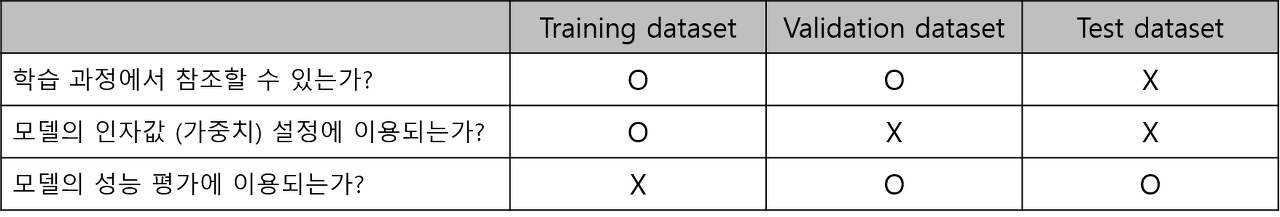 Training dataset Validation dataset Test dataset
학습 과정에서 참조할 수 있는가? O O X
모델의 인자값 (가중치) 설정에 이용되는가? O X X
모델의 성능 평가에 이용되는가? X O O